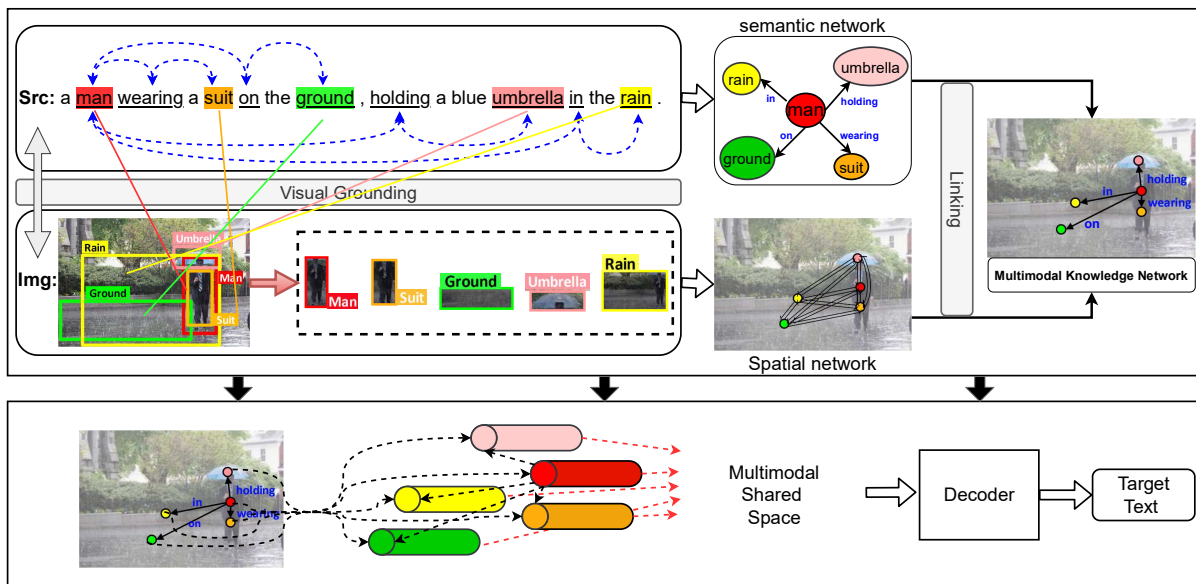 semantic network
Src: a man wearing a suit on the ground , holding a blue umbrella in the rain .
rain
umbrella
in
man
holding
on
wearing
ground
suit
Linking
holding
in
wearing
on
Multimodal Knowledge Network
Visual Grounding
Img:
Rain
Umbrella
Man
Ground
Suit
Man
Suit
Ground
Umbrella
Rain
Spatial network
holding
in
wearing
on
Multimodal
Shared
Space
Decoder
Target
Text